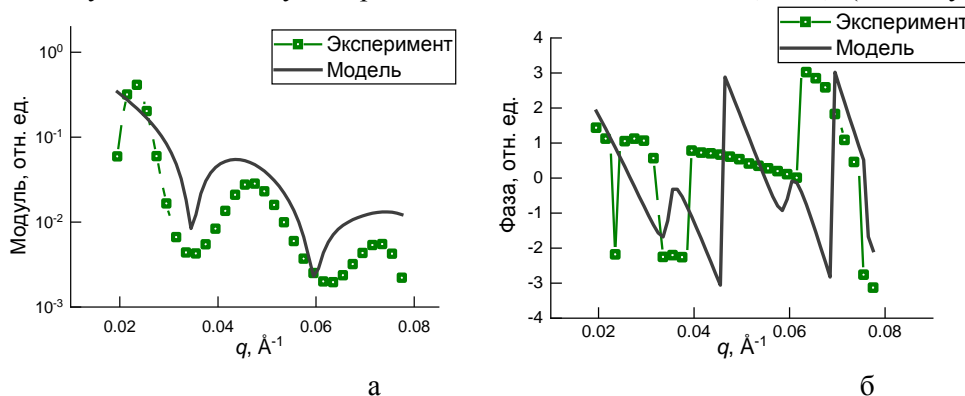 Эксперимент
Модель
Модуль, отн. ед.
10⁰
10⁻¹
10⁻²
10⁻³
0.02 0.04 0.06 0.08
q, Å⁻¹
а
Эксперимент
Модель
Фаза, отн. ед.
4
3
2
1
0
-1
-2
-3
-4
0.02 0.04 0.06 0.08
q, Å⁻¹
б